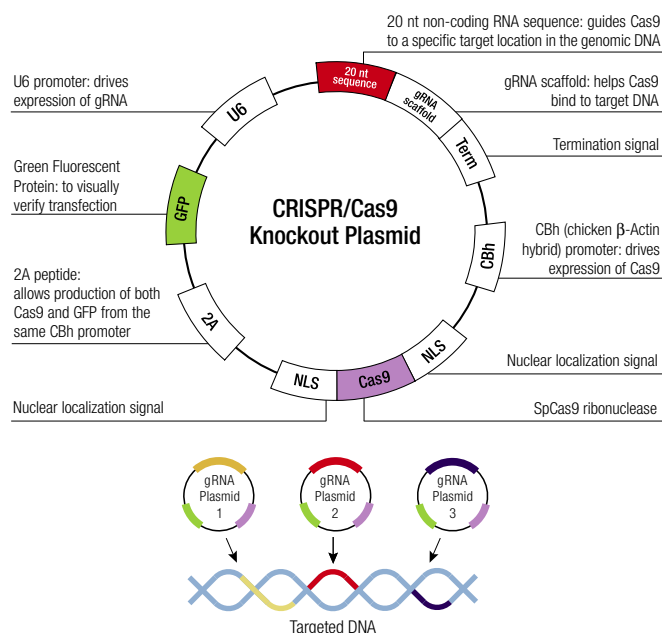 20 nt non-coding RNA sequence: guides Cas9
to a specific target location in the genomic DNA
U6 promoter: drives
expression of gRNA
gRNA scaffold: helps Cas9
bind to target DNA
Termination signal
Green Fluorescent
Protein: to visually
verify transfection
CBh (chicken β-Actin
hybrid) promoter: drives
expression of Cas9
2A peptide:
allows production of both
Cas9 and GFP from the
same CBh promoter
Nuclear localization signal
SpCas9 ribonuclease
Nuclear localization signal
CRISPR/Cas9
Knockout Plasmid
20 nt
sequence
gRNA
scaffold
Term
CBh
NLS
Cas9
NLS
2A
GFP
U6
gRNA
Plasmid
1
gRNA
Plasmid
2
gRNA
Plasmid
3
Targeted DNA